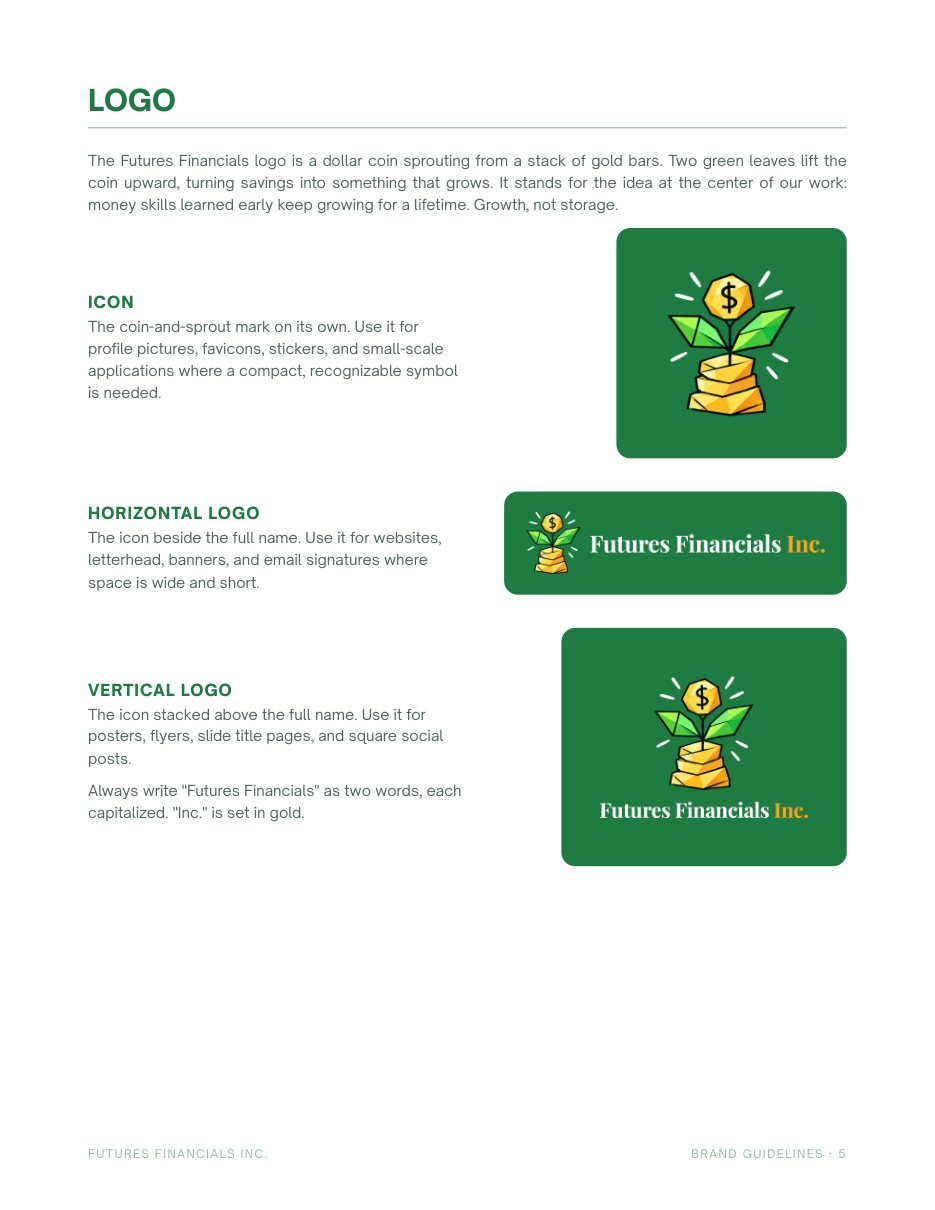 LOGO
The Futures Financials logo is a dollar coin sprouting from a stack of gold bars. Two green leaves lift the
coin upward, turning savings into something that grows. It stands for the idea at the center of our work:
money skills learned early keep growing for a lifetime. Growth, not storage.
$
ICON
The coin-and-sprout mark on its own. Use it for
profile pictures, favicons, stickers, and small-scale
applications where a compact, recognizable symbol
is needed.
HORIZONTAL LOGO
The icon beside the full name. Use it for websites,
letterhead, banners, and email signatures where
space is wide and short.
$
Futures Financials Inc.
VERTICAL LOGO
The icon stacked above the full name. Use it for
posters, flyers, slide title pages, and square social
posts.
Always write "Futures Financials" as two words, each
capitalized. "Inc." is set in gold.
$
Futures Financials Inc.
FUTURES FINANCIALS INC.
BRAND GUIDELINES · 5